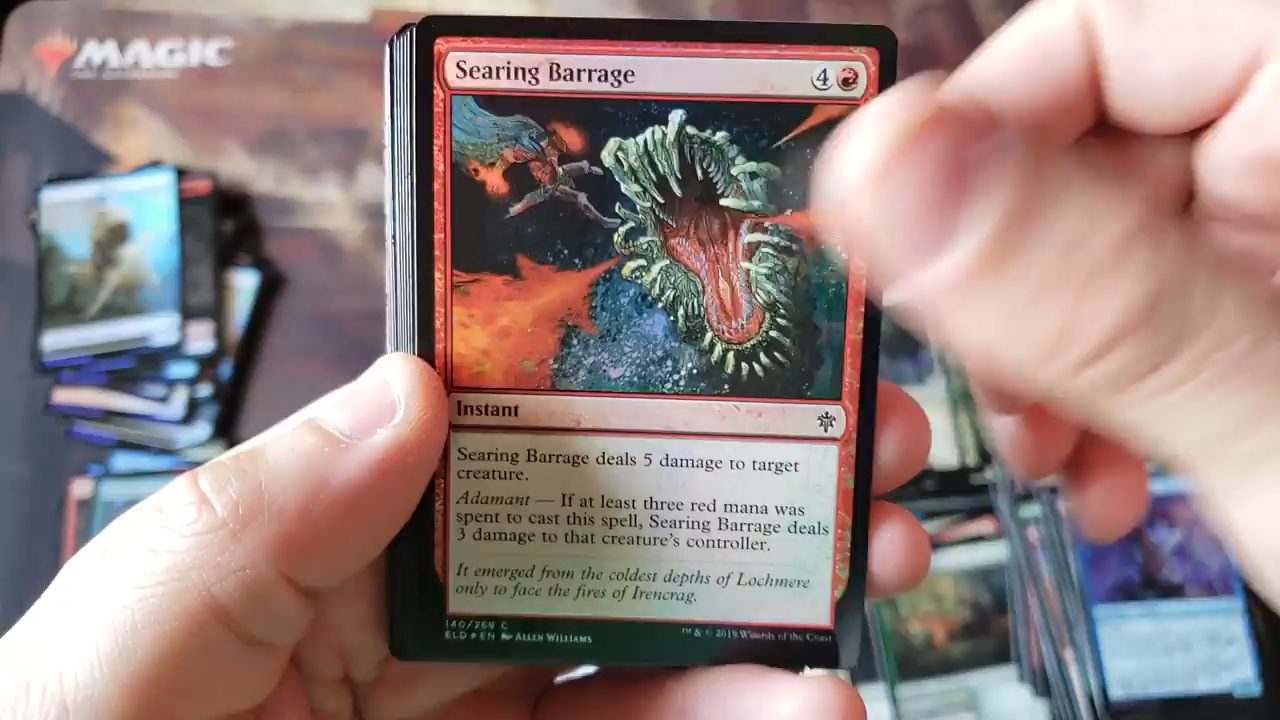 MAGIC
Searing Barrage 4
Instant
Searing Barrage deals 5 damage to target
creature.
Adamant — If at least three red mana was
spent to cast this spell, Searing Barrage deals
3 damage to that creature's controller.
It emerged from the coldest depths of Lochmere
only to face the fires of Irencrag.
140/269 C
ELD ★ EN ALLEN WILLIAMS
™ & © 2019 Wizards of the Coast